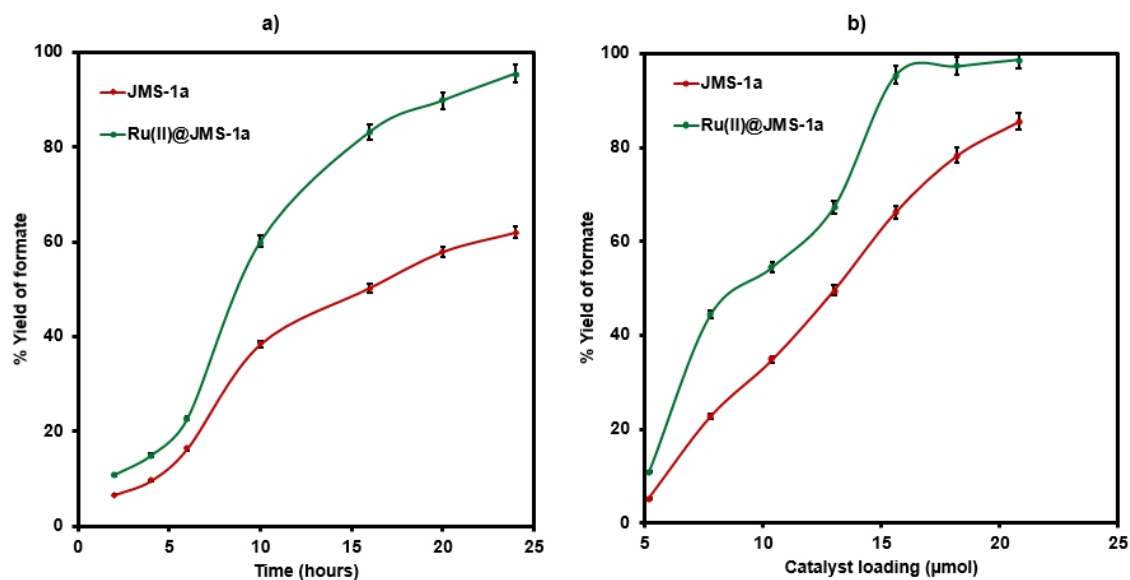 a)
100
80
60
40
20
0
% Yield of formate
JMS-1a
Ru(II)@JMS-1a
0 5 10 15 20 25
Time (hours)
b)
100
80
60
40
20
0
% Yield of formate
JMS-1a
Ru(II)@JMS-1a
5 10 15 20 25
Catalyst loading (µmol)